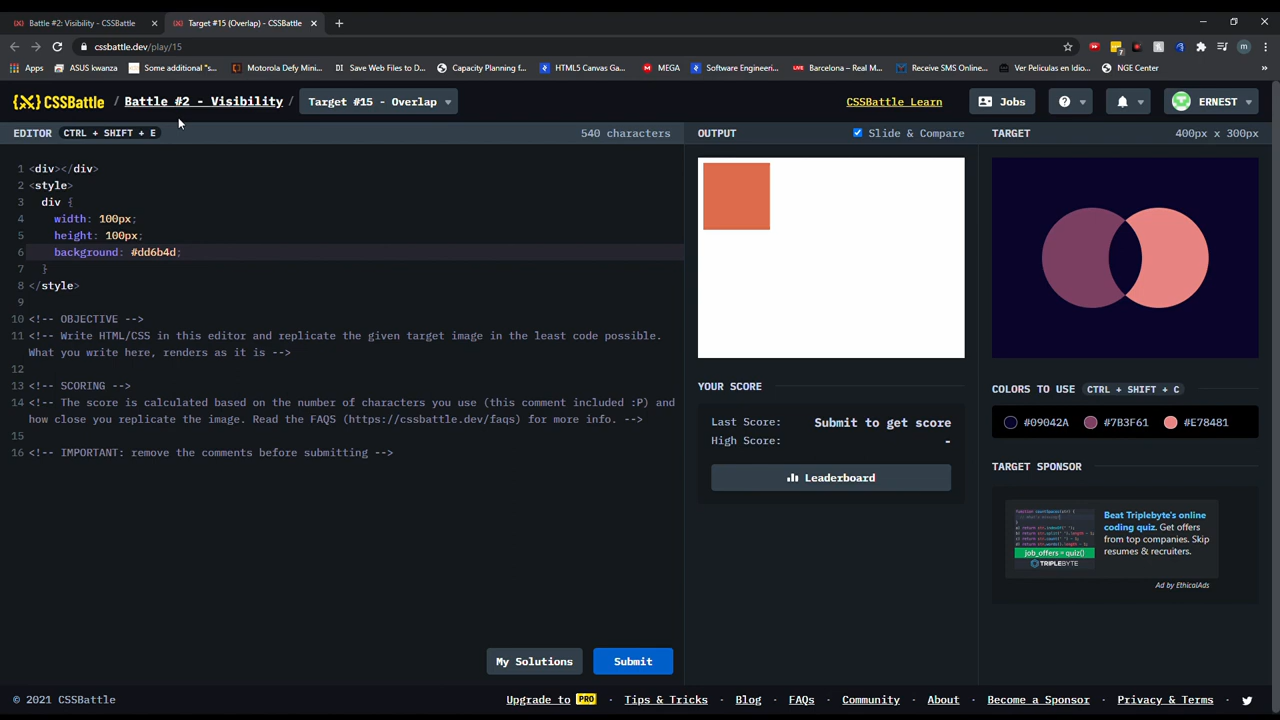 Battle #2: Visibility - CSSBattle
Target #15 (Overlap) - CSSBattle
cssbattle.dev/play/15
7
m
Apps
ASUS kwanza
Some additional "s...
Motorola Defy Mini...
DI Save Web Files to D...
Capacity Planning f...
HTML5 Canvas Ga...
MEGA
Software Engineeri...
LIVE Barcelona – Real M...
Receive SMS Online...
Ver Peliculas en Idio...
NGE Center
»
CSSBattle / Battle #2 - Visibility / Target #15 - Overlap
CSSBattle Learn
Jobs
ERNEST
EDITOR CTRL + SHIFT + E 540 characters
OUTPUT Slide & Compare
TARGET 400px x 300px
1 <div></div>
2 <style>
3 div {
4 width: 100px;
5 height: 100px;
6 background: #dd6b4d;
7 }
8 </style>
9
10 <!-- OBJECTIVE -->
11 <!-- Write HTML/CSS in this editor and replicate the given target image in the least code possible.
What you write here, renders as it is -->
12
13 <!-- SCORING -->
14 <!-- The score is calculated based on the number of characters you use (this comment included :P) and
how close you replicate the image. Read the FAQS (https://cssbattle.dev/faqs) for more info. -->
15
16 <!-- IMPORTANT: remove the comments before submitting -->
YOUR SCORE
Last Score: Submit to get score
High Score: -
Leaderboard
COLORS TO USE CTRL + SHIFT + C
#09042A #7B3F61 #E78481
TARGET SPONSOR
job_offers = quiz()
TRIPLEBYTE
Beat Triplebyte's online
coding quiz. Get offers
from top companies. Skip
resumes & recruiters.
Ad by EthicalAds
My Solutions
Submit
© 2021 CSSBattle
Upgrade to PRO · Tips & Tricks · Blog · FAQs · Community · About · Become a Sponsor · Privacy & Terms ·